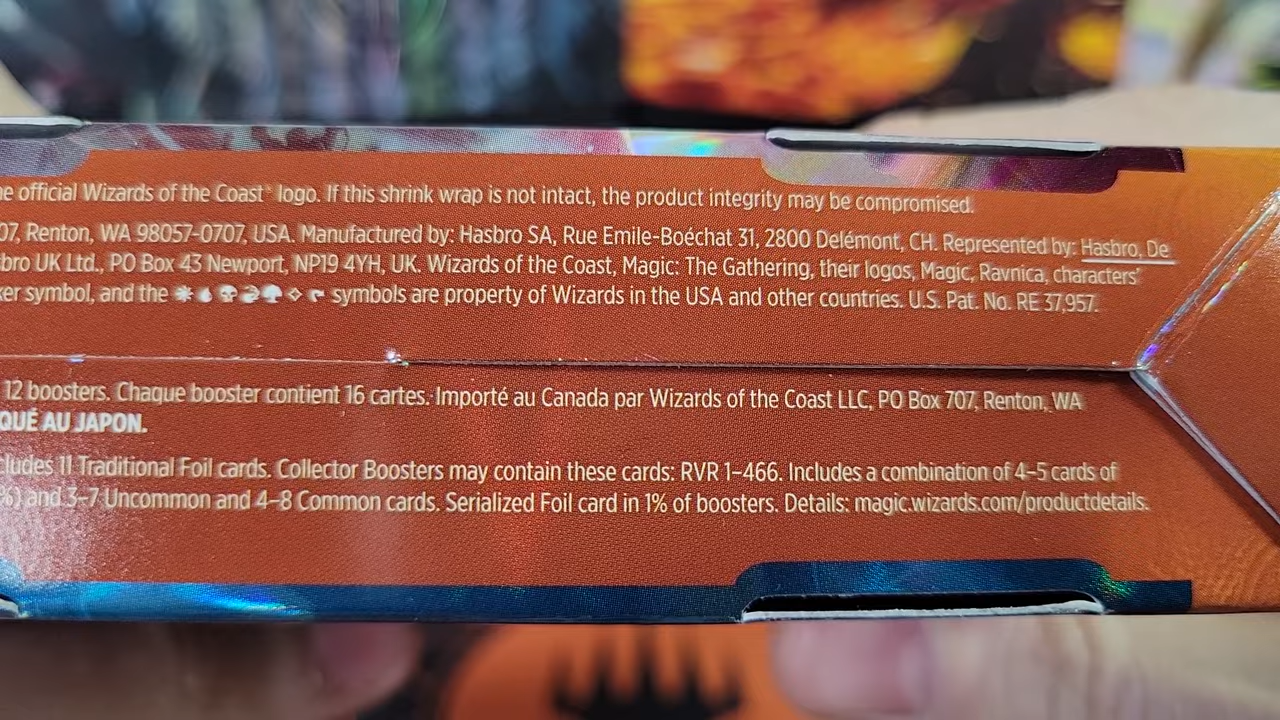 he official Wizards of the Coast® logo. If this shrink wrap is not intact, the product integrity may be compromised.
07, Renton, WA 98057-0707, USA. Manufactured by: Hasbro SA, Rue Emile-Boéchat 31, 2800 Delémont, CH. Represented by: Hasbro, De
bro UK Ltd., PO Box 43 Newport, NP19 4YH, UK. Wizards of the Coast, Magic: The Gathering, their logos, Magic, Ravnica, characters'
ker symbol, and the symbols are property of Wizards in the USA and other countries. U.S. Pat. No. RE 37,957.
12 boosters. Chaque booster contient 16 cartes. Importé au Canada par Wizards of the Coast LLC, PO Box 707, Renton, WA
QUÉ AU JAPON.
cludes 11 Traditional Foil cards. Collector Boosters may contain these cards: RVR 1–466. Includes a combination of 4–5 cards of
%) and 3–7 Uncommon and 4–8 Common cards. Serialized Foil card in 1% of boosters. Details: magic.wizards.com/productdetails.